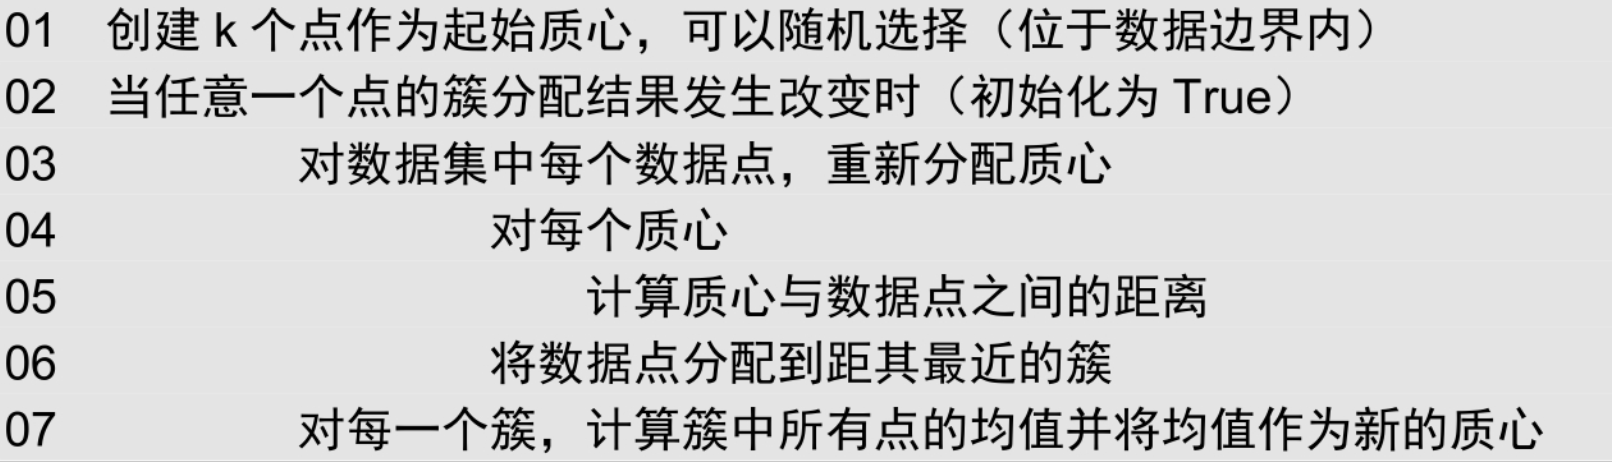 01 创建 k 个点作为起始质心，可以随机选择（位于数据边界内）
02 当任意一个点的簇分配结果发生改变时（初始化为 True）
03 对数据集中每个数据点，重新分配质心
04 对每个质心
05 计算质心与数据点之间的距离
06 将数据点分配到距其最近的簇
07 对每一个簇，计算簇中所有点的均值并将均值作为新的质心